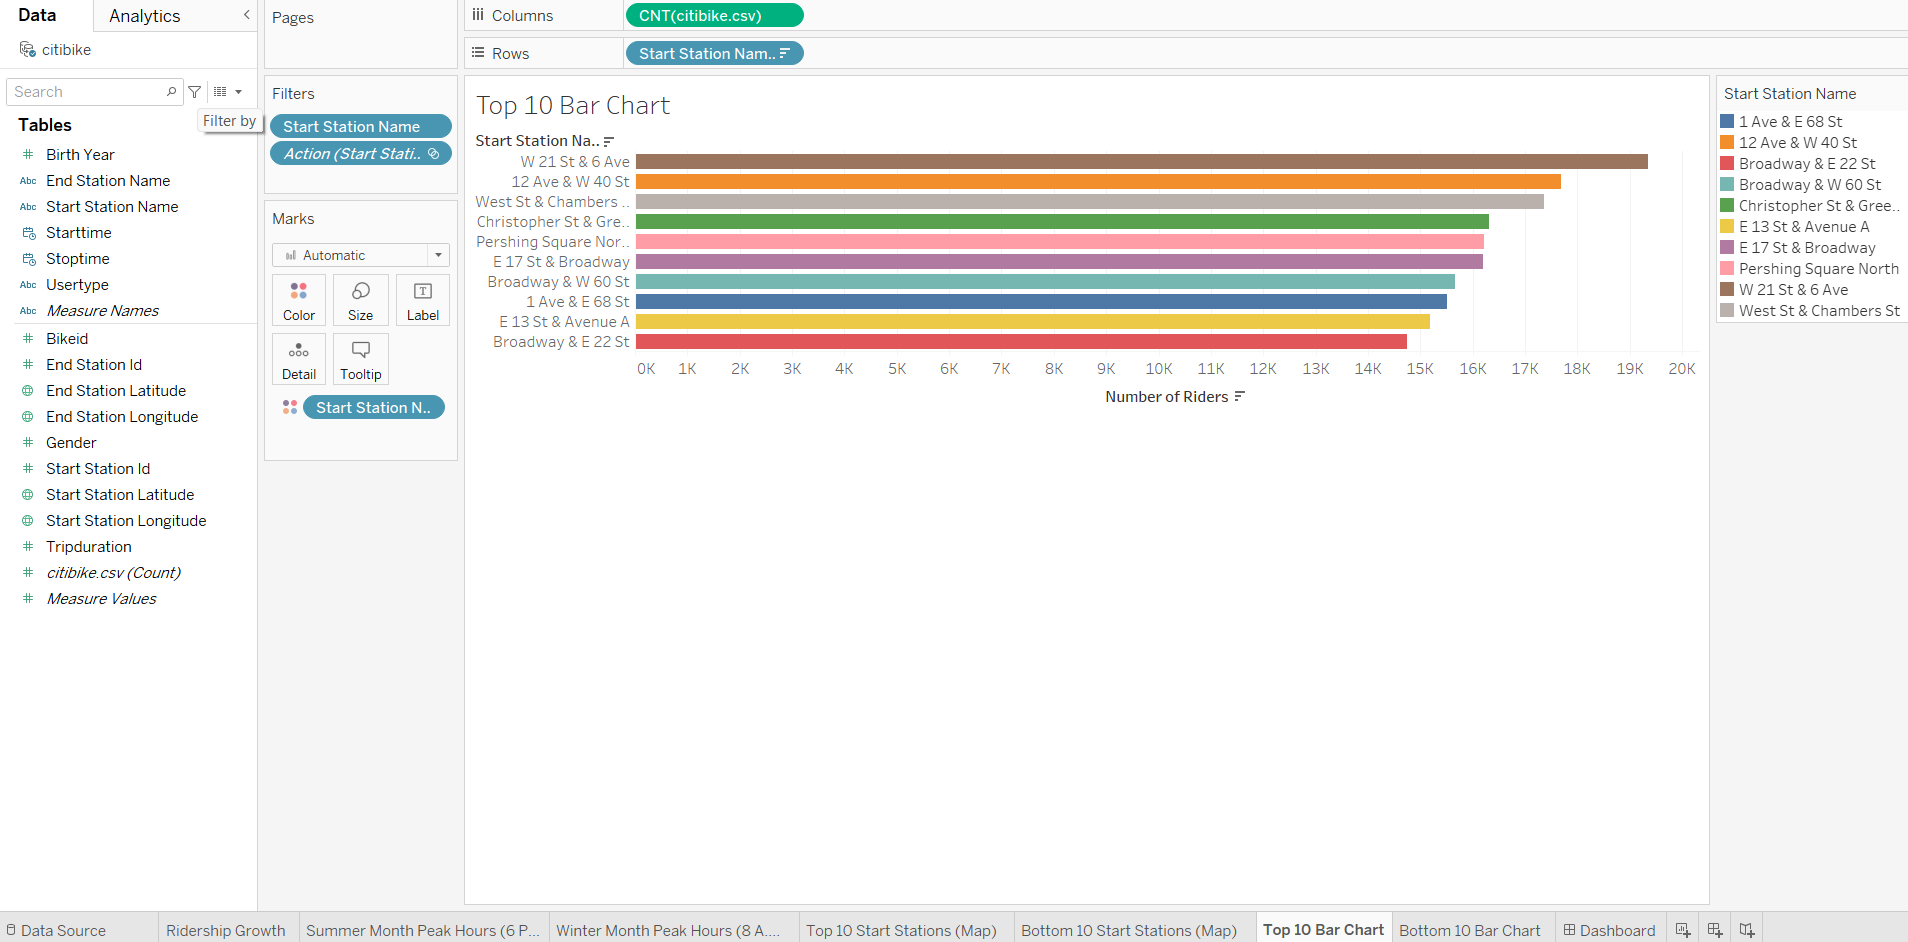 Data
Analytics
citibike
Search
Filter by
Tables
Birth Year
Abc End Station Name
Abc Start Station Name
Starttime
Stoptime
Abc Usertype
Abc Measure Names
Bikeid
End Station Id
End Station Latitude
End Station Longitude
Gender
Start Station Id
Start Station Latitude
Start Station Longitude
Tripduration
citibike.csv (Count)
Measure Values
Pages
Filters
Start Station Name
Action (Start Stati..
Marks
Automatic
Color Size Label
Detail Tooltip
Start Station N..
Columns CNT(citibike.csv)
Rows Start Station Nam..
Top 10 Bar Chart
Start Station Na..
W 21 St & 6 Ave
12 Ave & W 40 St
West St & Chambers ..
Christopher St & Gre..
Pershing Square Nor..
E 17 St & Broadway
Broadway & W 60 St
1 Ave & E 68 St
E 13 St & Avenue A
Broadway & E 22 St
0K 1K 2K 3K 4K 5K 6K 7K 8K 9K 10K 11K 12K 13K 14K 15K 16K 17K 18K 19K 20K
Number of Riders
Start Station Name
1 Ave & E 68 St
12 Ave & W 40 St
Broadway & E 22 St
Broadway & W 60 St
Christopher St & Gree..
E 13 St & Avenue A
E 17 St & Broadway
Pershing Square North
W 21 St & 6 Ave
West St & Chambers St
Data Source Ridership Growth Summer Month Peak Hours (6 P... Winter Month Peak Hours (8 A.... Top 10 Start Stations (Map) Bottom 10 Start Stations (Map) Top 10 Bar Chart Bottom 10 Bar Chart Dashboard